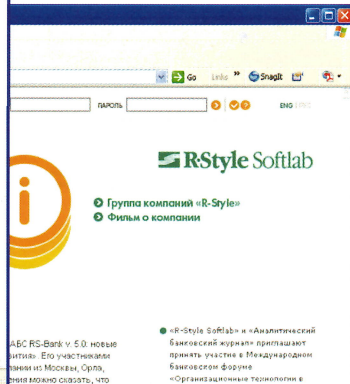 Go Links » SnagIt
ПАРОЛЬ ENG
R-Style Softlab
Группа компаний «R-Style»
Фильм о компании
АБС RS-Bank v. 5.0: новые
вития». Его участниками
пании из Москвы, Орла,
ения можно сказать, что
«R-Style Softlab» и «Аналитический
банковский журнал» приглашают
принять участие в Международном
банковском форуме
«Организационные технологии в